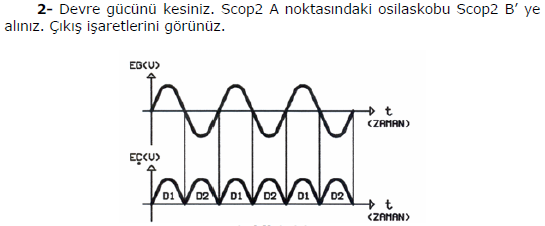 2- Devre gücünü kesiniz. Scop2 A noktasındaki osilaskobu Scop2 B' ye
alınız. Çıkış işaretlerini görünüz.
EG(U)
t
(ZAMAN)
EÇ(U)
D1 D2 D1 D2 D1 D2
t
(ZAMAN)